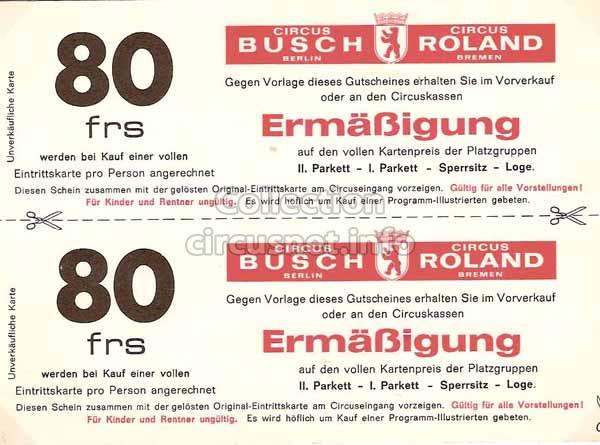 Unverkäufliche Karte
80
frs
werden bei Kauf einer vollen
Eintrittskarte pro Person angerechnet
CIRCUS CIRCUS
BUSCH ROLAND
BERLIN BREMEN
Gegen Vorlage dieses Gutscheines erhalten Sie im Vorverkauf
oder an den Circuskassen
Ermäßigung
auf den vollen Kartenpreis der Platzgruppen
II. Parkett - I. Parkett - Sperrsitz - Loge.
Diesen Schein zusammen mit der gelösten Original-Eintrittskarte am Circuseingang vorzeigen. Gültig für alle Vorstellungen!
Für Kinder und Rentner ungültig. Es wird höflich um Kauf einer Programm-Illustrierten gebeten.
Collection
circuspot.info
Unverkäufliche Karte
80
frs
werden bei Kauf einer vollen
Eintrittskarte pro Person angerechnet
CIRCUS CIRCUS
BUSCH ROLAND
BERLIN BREMEN
Gegen Vorlage dieses Gutscheines erhalten Sie im Vorverkauf
oder an den Circuskassen
Ermäßigung
auf den vollen Kartenpreis der Platzgruppen
II. Parkett - I. Parkett - Sperrsitz - Loge.
Diesen Schein zusammen mit der gelösten Original-Eintrittskarte am Circuseingang vorzeigen. Gültig für alle Vorstellungen!
Für Kinder und Rentner ungültig. Es wird höflich um Kauf einer Programm-Illustrierten gebeten.